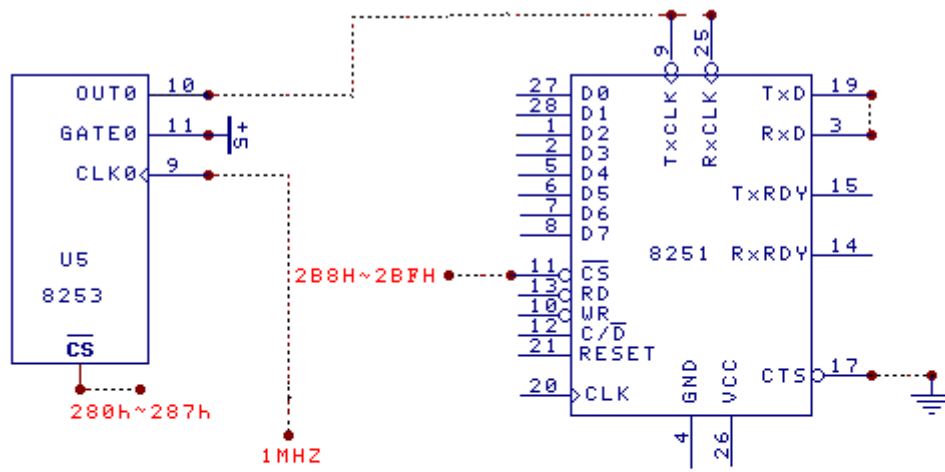 OUT0 10
GATE0 11 +5
CLK0 9
U5
8253
CS
280h~287h
1MHZ
2B8H~2BFH
9 25
TxCLK RxCLK
27 D0
28 D1
1 D2
2 D3
5 D4
6 D5
7 D6
8 D7
11 CS
13 RD
10 WR
12 C/D
21 RESET
20 CLK
8251
TxD 19
RxD 3
TxRDY 15
RxRDY 14
CTS 17
GND VCC
4 26